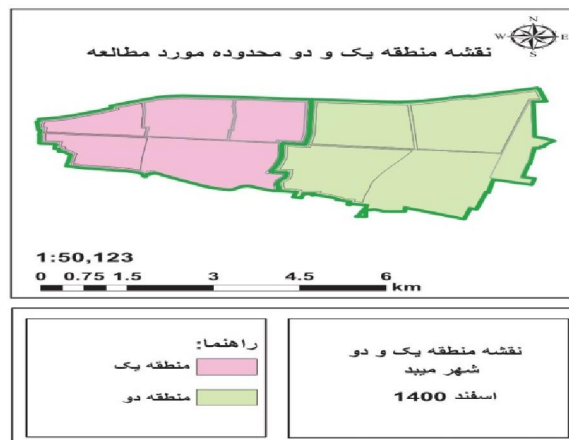 N
W E
S
نقشه منطقه یک و دو محدوده مورد مطالعه
1:50,123
0 0.75 1.5 3 4.5 6
km
راهنما:
منطقه یک
منطقه دو
نقشه منطقه یک و دو
شهر میبد
اسفند 1400